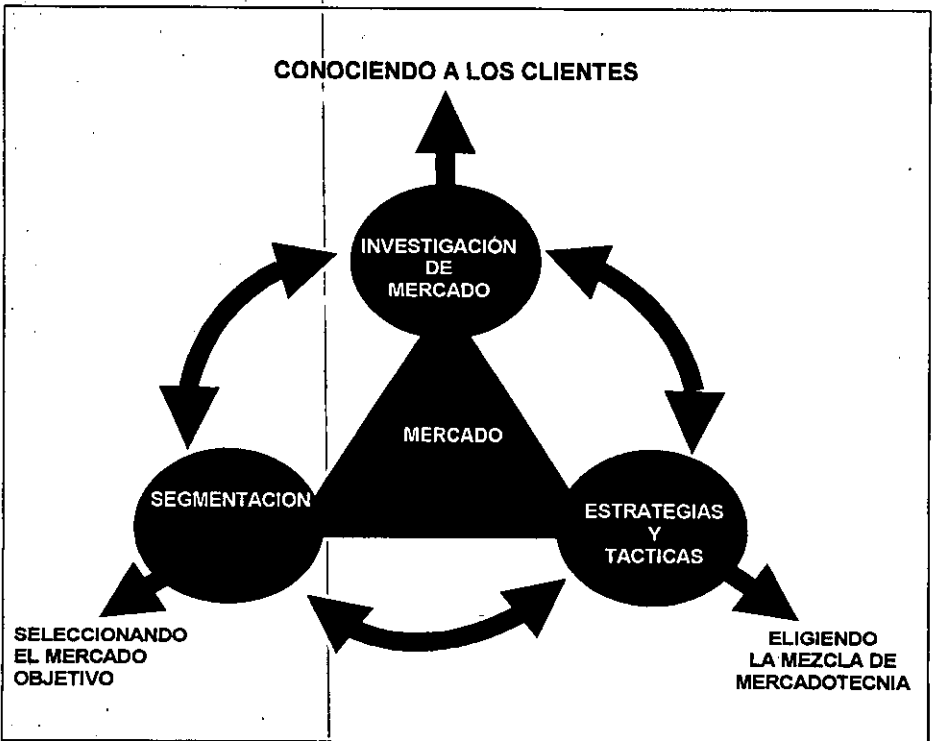 CONOCIENDO A LOS CLIENTES
INVESTIGACIÓN
DE
MERCADO
MERCADO
SEGMENTACION
ESTRATEGIAS
Y
TACTICAS
SELECCIONANDO
EL MERCADO
OBJETIVO
ELIGIENDO
LA MEZCLA DE
MERCADOTECNIA